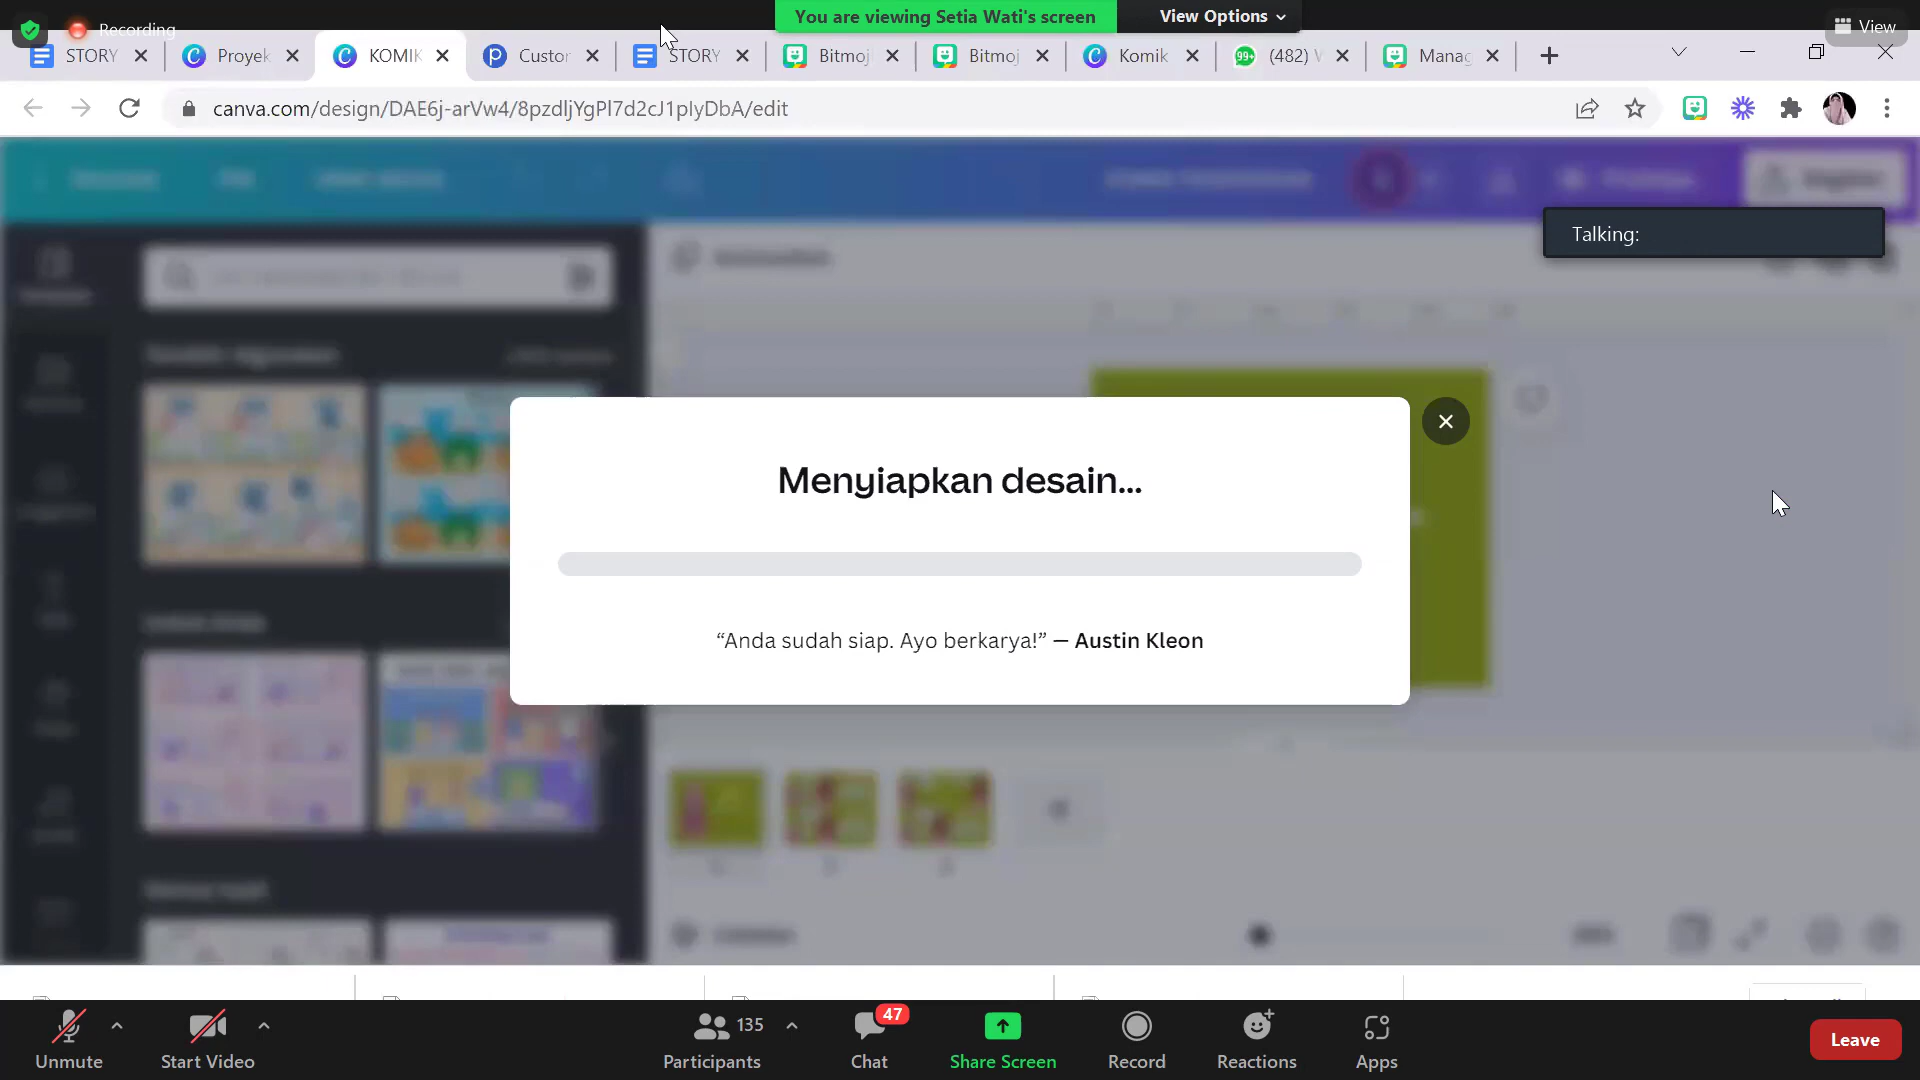 Recording
You are viewing Setia Wati's screen
View Options
View
STORY
Proyek
KOMIK
Custor
STORY
Bitmoj
Bitmoj
Komik
99+
(482)
Manag
canva.com/design/DAE6j-arVw4/8pzdljYgPl7d2cJ1plyDbA/edit
Talking:
Menyiapkan desain...
“Anda sudah siap. Ayo berkarya!” — Austin Kleon
Unmute
Start Video
135
Participants
47
Chat
Share Screen
Record
Reactions
Apps
Leave